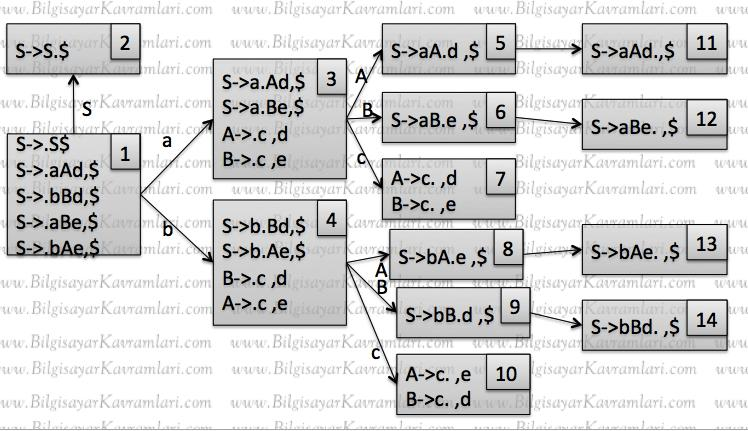 S->S.$ 2
S
S->.S$ 1
S->.aAd,$
S->.bBd,$
S->.aBe,$
S->.bAe,$
a
b
S->a.Ad,$ 3
S->a.Be,$
A->.c ,d
B->.c ,e
S->b.Bd,$ 4
S->b.Ae,$
B->.c ,d
A->.c ,e
A
B
c
S->aA.d ,$ 5
S->aB.e ,$ 6
A->c. ,d 7
B->c. ,e
A
B
c
S->bA.e ,$ 8
S->bB.d ,$ 9
A->c. ,e 10
B->c. ,d
S->aAd., $ 11
S->aBe. ,$ 12
S->bAe. ,$ 13
S->bBd. ,$ 14
www.BilgisayarKavramlari.com